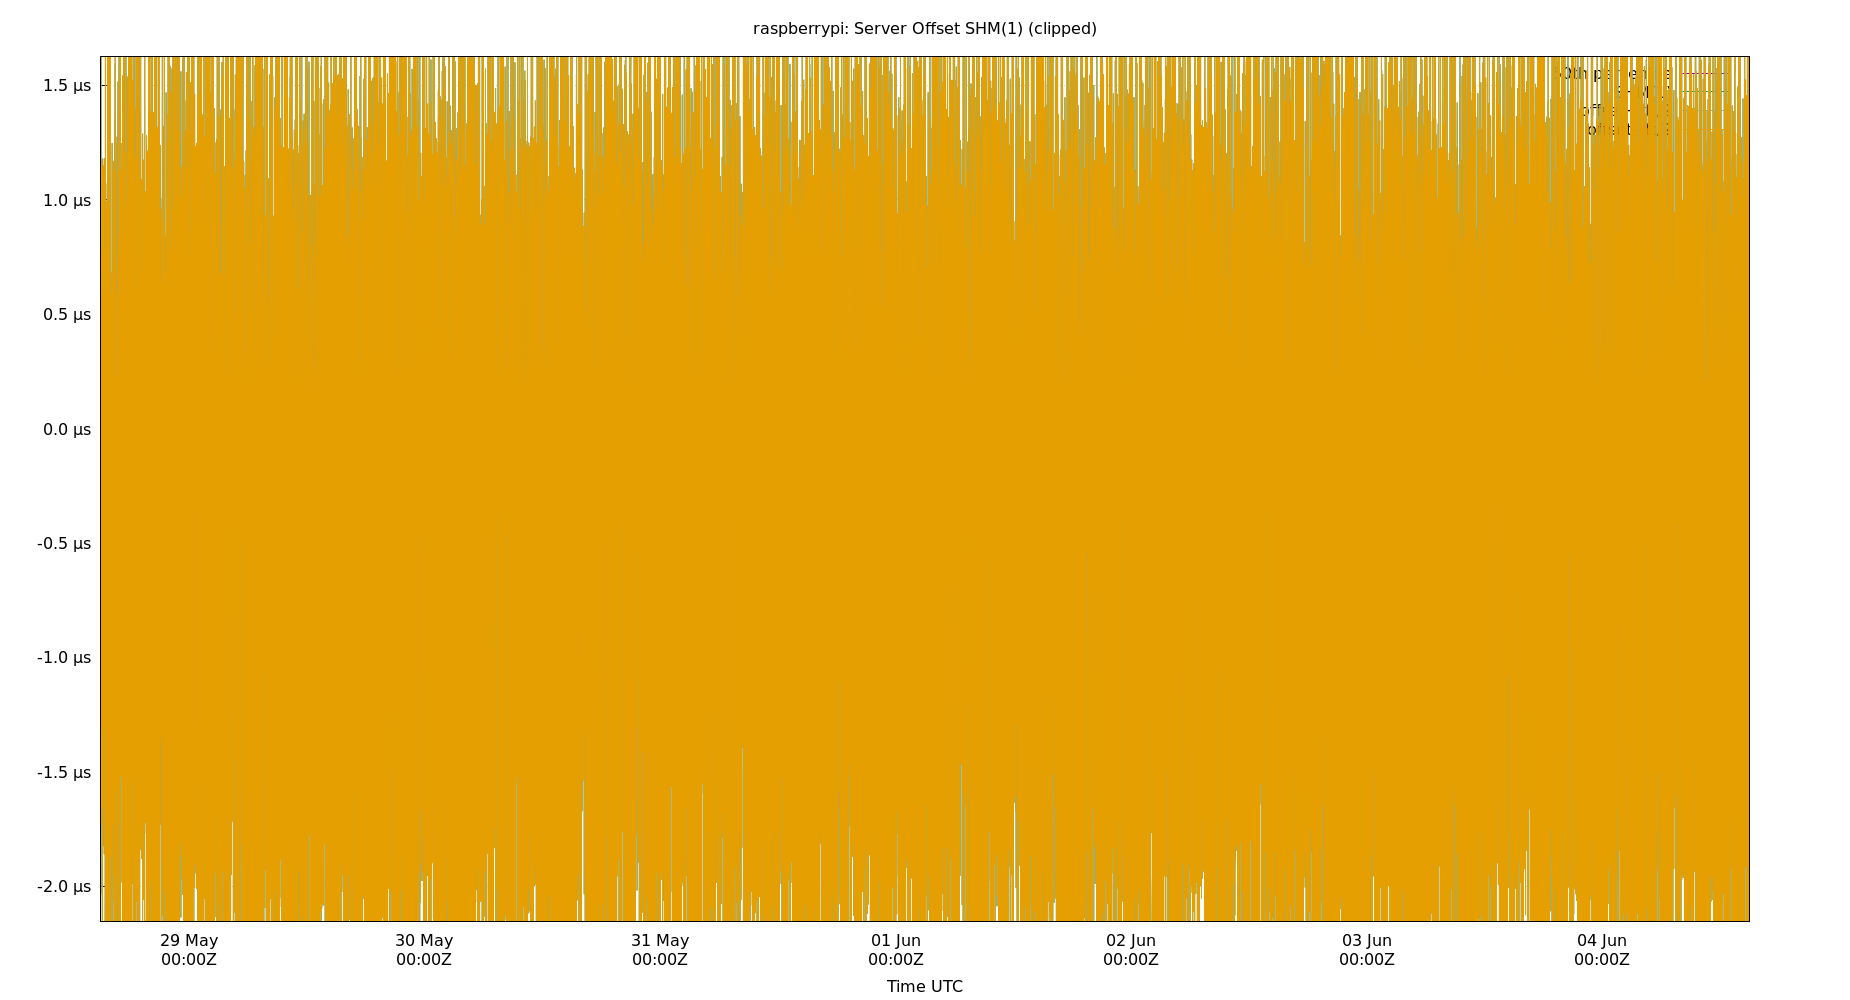 raspberrypi: Server Offset SHM(1) (clipped)
1.5 µs
1.0 µs
0.5 µs
0.0 µs
-0.5 µs
-1.0 µs
-1.5 µs
-2.0 µs
29 May 30 May 31 May 01 Jun 02 Jun 03 Jun 04 Jun
00:00Z 00:00Z 00:00Z 00:00Z 00:00Z 00:00Z 00:00Z
Time UTC